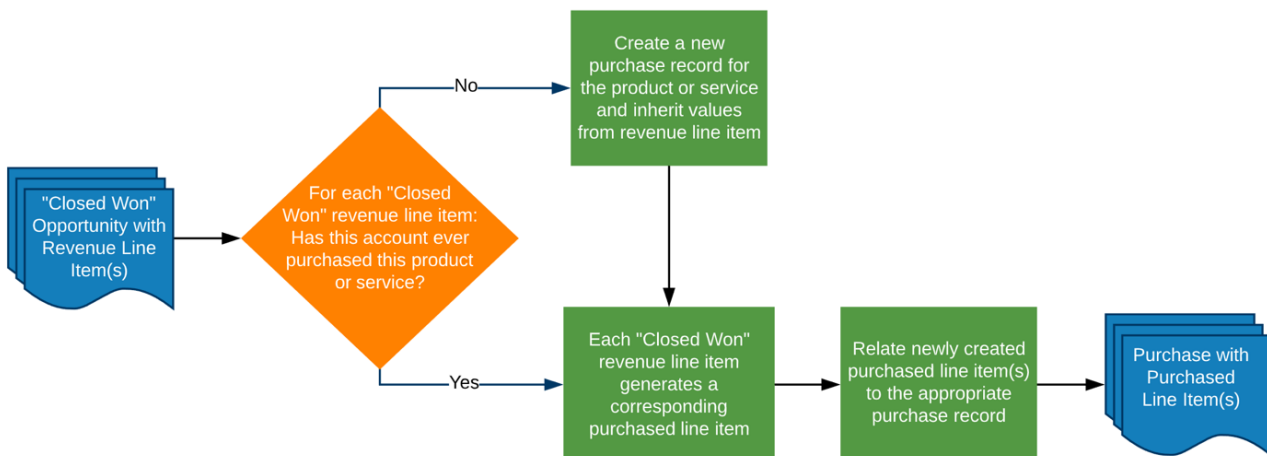 "Closed Won"
Opportunity with
Revenue Line
Item(s)
For each "Closed
Won" revenue line item:
Has this account ever
purchased this product
or service?
No
Create a new
purchase record for
the product or service
and inherit values
from revenue line item
Yes
Each "Closed Won"
revenue line item
generates a
corresponding
purchased line item
Relate newly created
purchased line item(s)
to the appropriate
purchase record
Purchase with
Purchased
Line Item(s)